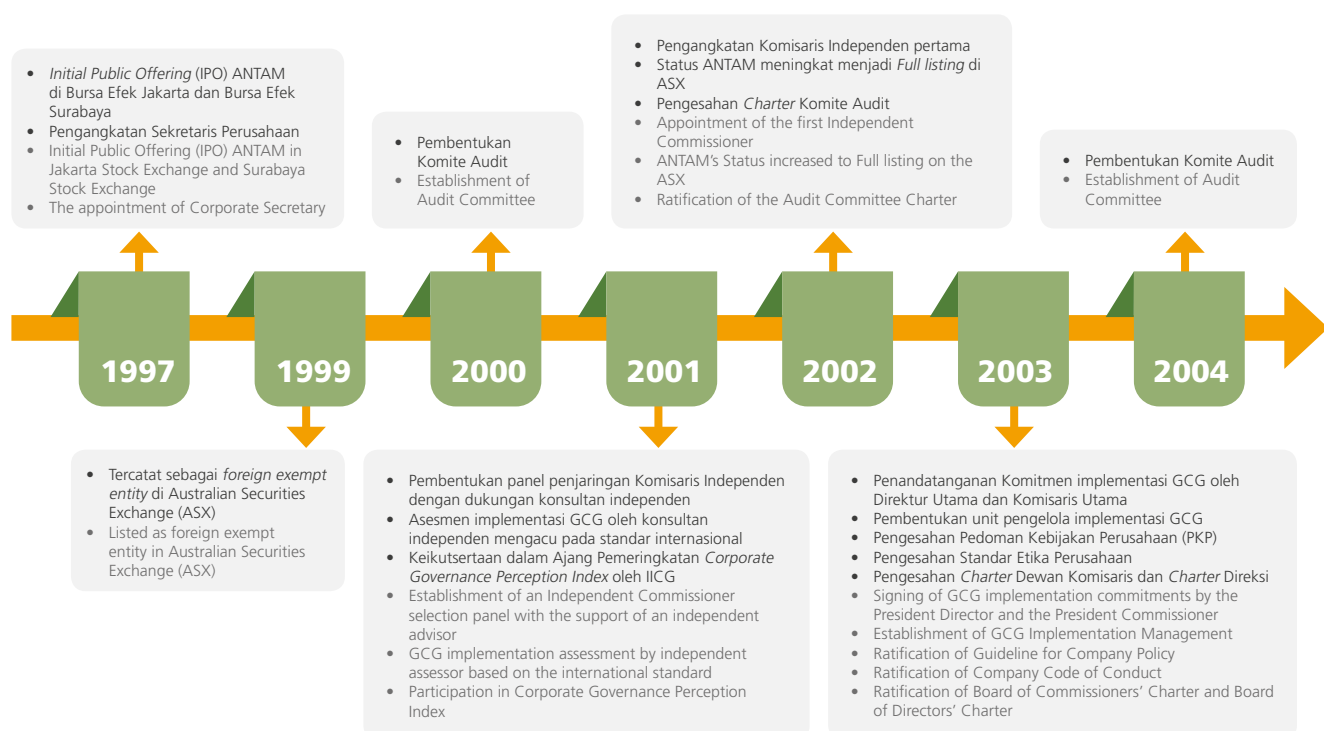 • Initial Public Offering (IPO) ANTAM
di Bursa Efek Jakarta dan Bursa Efek
Surabaya
• Pengangkatan Sekretaris Perusahaan
• Initial Public Offering (IPO) ANTAM in
Jakarta Stock Exchange and Surabaya
Stock Exchange
• The appointment of Corporate Secretary
• Pembentukan
Komite Audit
• Establishment of
Audit Committee
• Pengangkatan Komisaris Independen pertama
• Status ANTAM meningkat menjadi Full listing di
ASX
• Pengesahan Charter Komite Audit
• Appointment of the first Independent
Commissioner
• ANTAM's Status increased to Full listing on the
ASX
• Ratification of the Audit Committee Charter
• Pembentukan Komite Audit
• Establishment of Audit
Committee
1997
1999
2000
2001
2002
2003
2004
• Tercatat sebagai foreign exempt
entity di Australian Securities
Exchange (ASX)
• Listed as foreign exempt
entity in Australian Securities
Exchange (ASX)
• Pembentukan panel penjaringan Komisaris Independen
dengan dukungan konsultan independen
• Asesmen implementasi GCG oleh konsultan
independen mengacu pada standar internasional
• Keikutsertaan dalam Ajang Pemeringkatan Corporate
Governance Perception Index oleh IICG
• Establishment of an Independent Commissioner
selection panel with the support of an independent
advisor
• GCG implementation assessment by independent
assessor based on the international standard
• Participation in Corporate Governance Perception
Index
• Penandatanganan Komitmen implementasi GCG oleh
Direktur Utama dan Komisaris Utama
• Pembentukan unit pengelola implementasi GCG
• Pengesahan Pedoman Kebijakan Perusahaan (PKP)
• Pengesahan Standar Etika Perusahaan
• Pengesahan Charter Dewan Komisaris dan Charter Direksi
• Signing of GCG implementation commitments by the
President Director and the President Commissioner
• Establishment of GCG Implementation Management
• Ratification of Guideline for Company Policy
• Ratification of Company Code of Conduct
• Ratification of Board of Commissioners' Charter and Board
of Directors' Charter